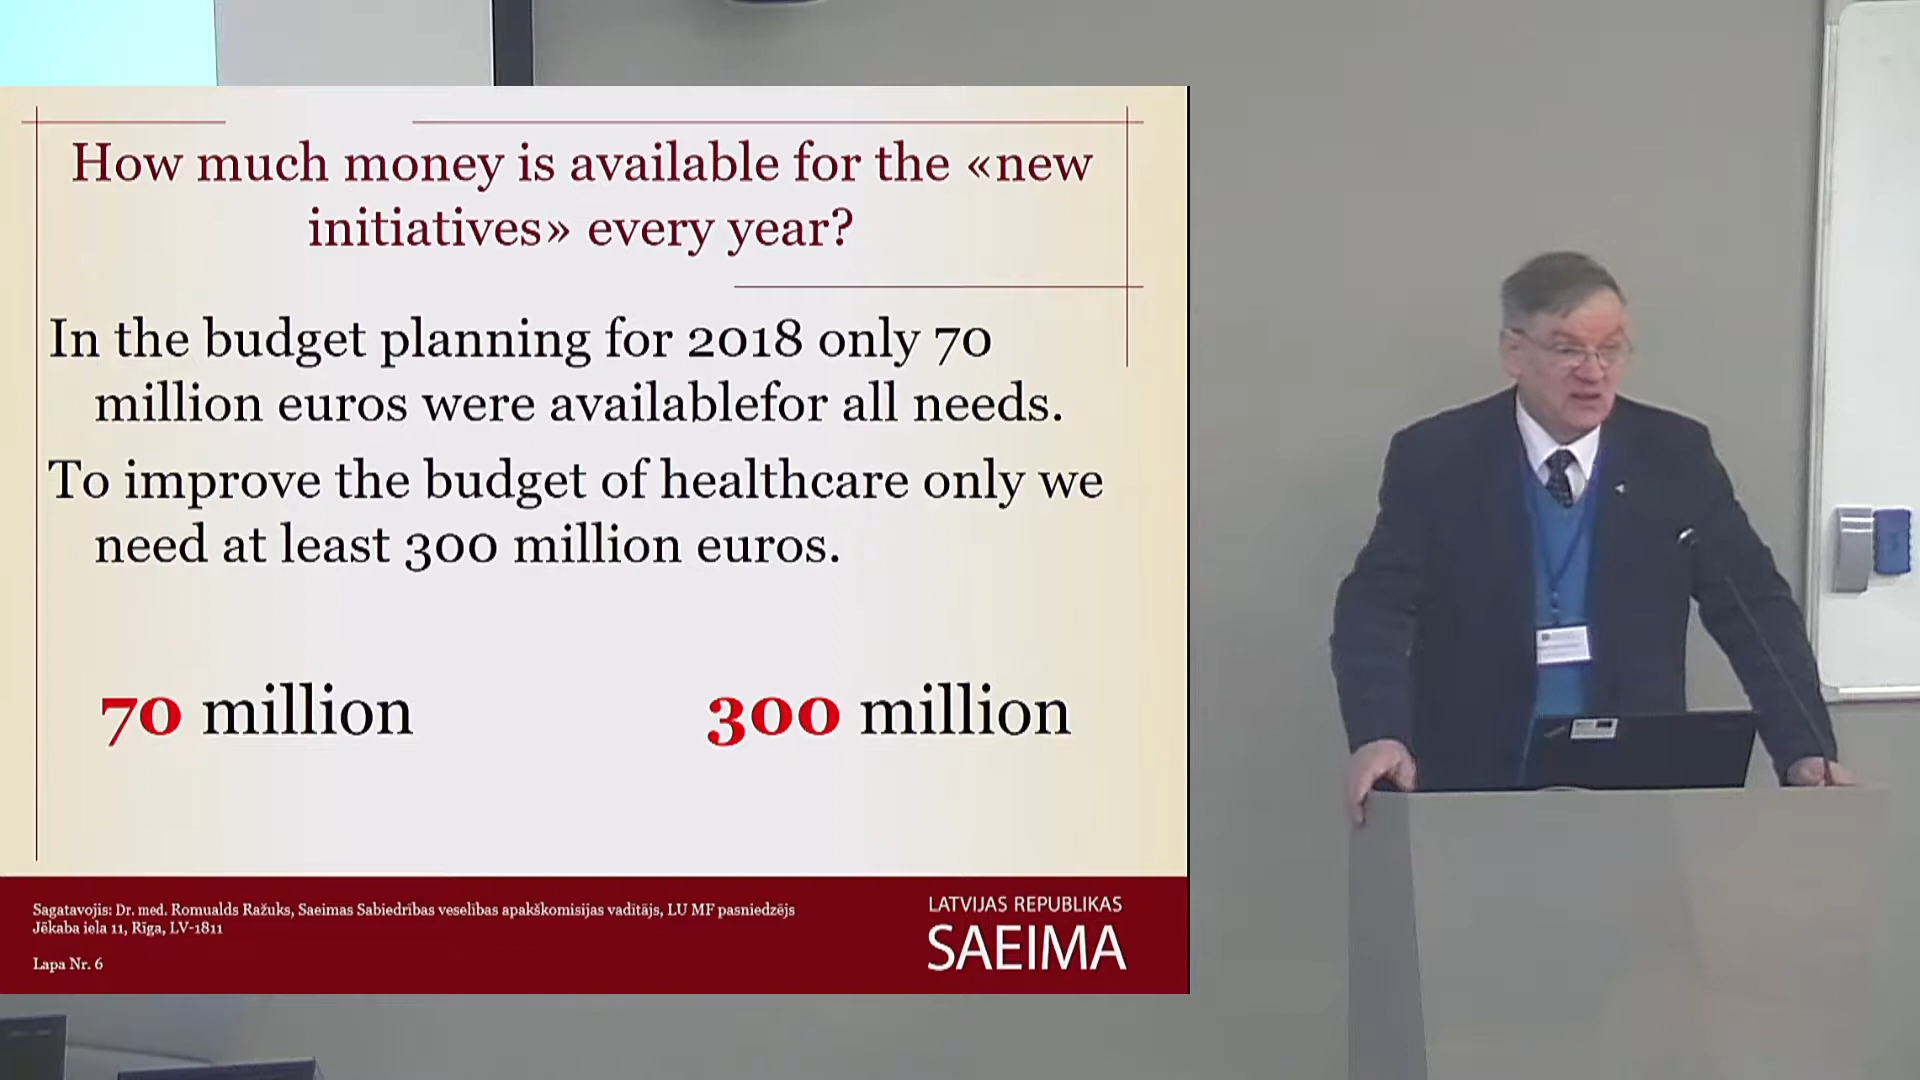 How much money is available for the «new
initiatives» every year?
In the budget planning for 2018 only 70
million euros were availablefor all needs.
To improve the budget of healthcare only we
need at least 300 million euros.
70 million
300 million
Sagatavojis: Dr. med. Romualds Ražuks, Saeimas Sabiedrības veselības apakškomisijas vadītājs, LU MF pasniedzējs
Jēkaba iela 11, Rīga, LV-1811
Lapa Nr. 6
LATVIJAS REPUBLIKAS
SAEIMA